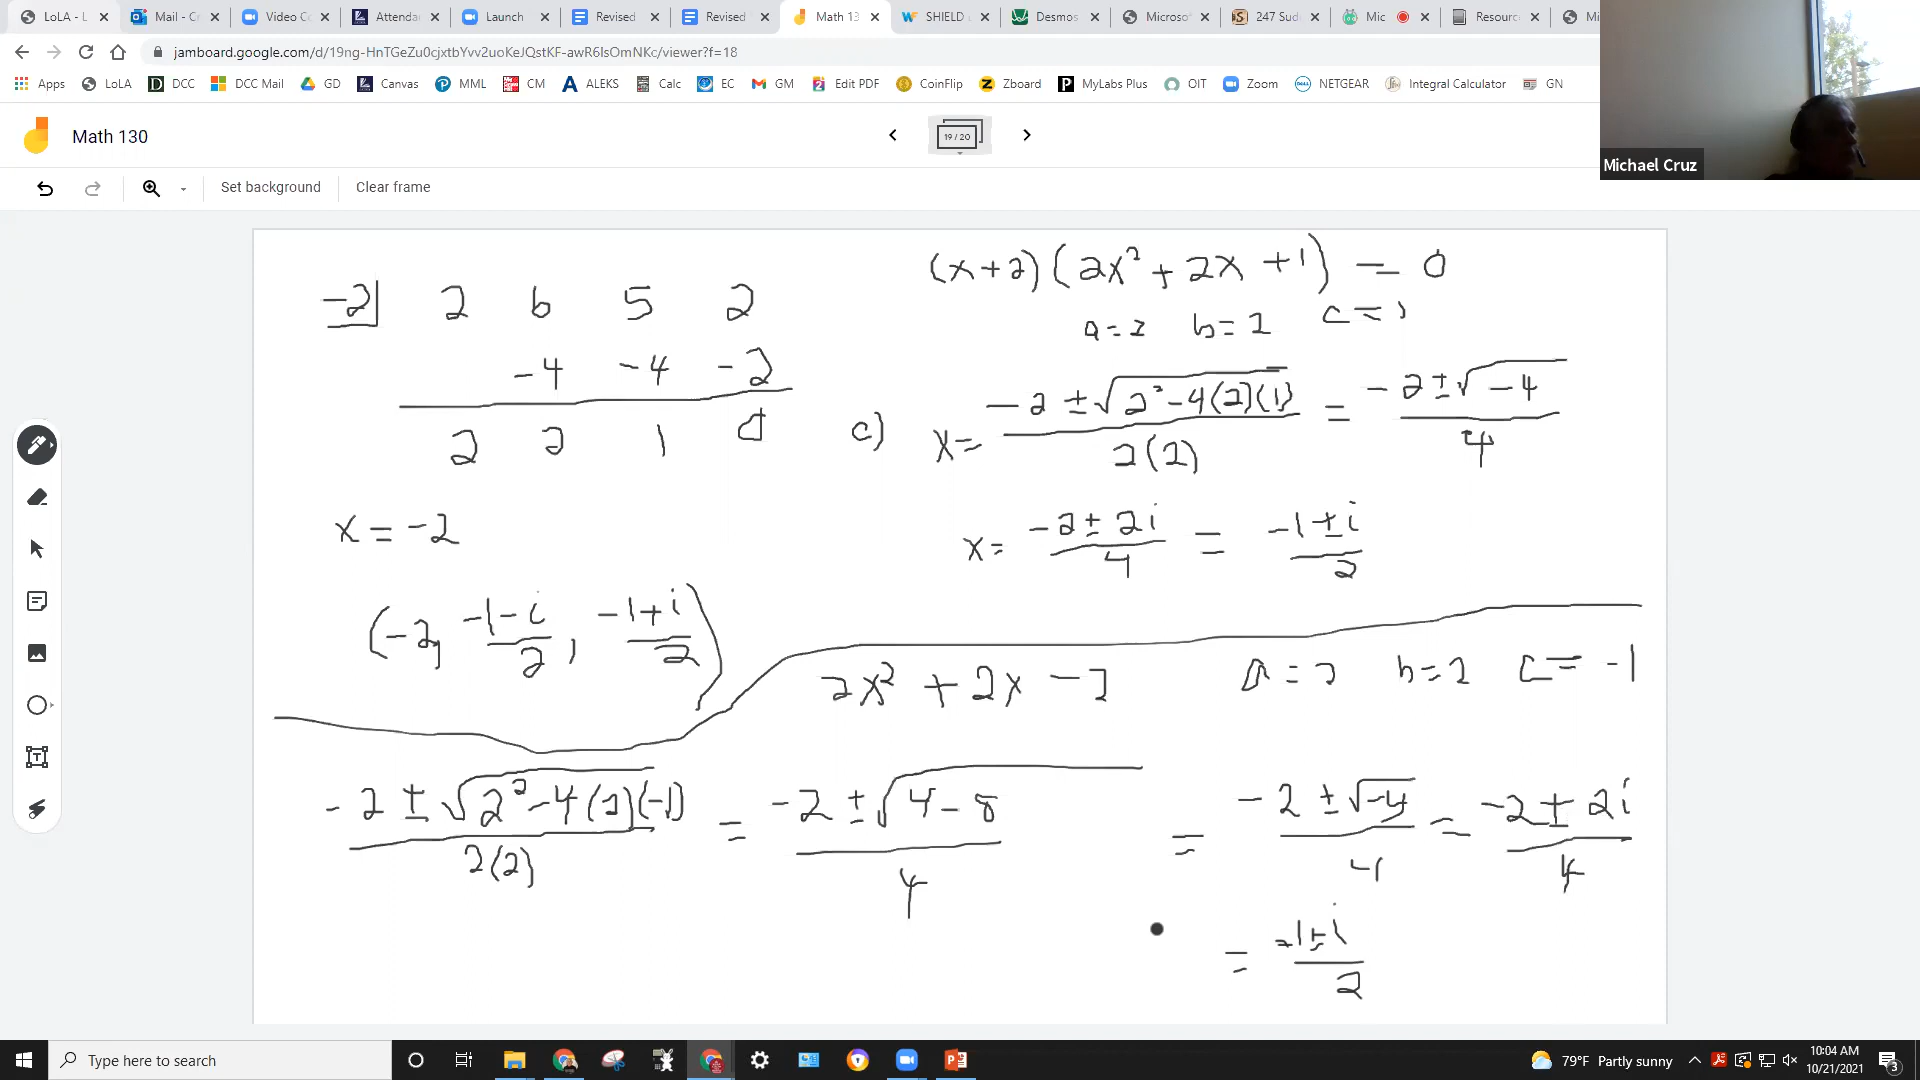 LoLA - L
Mail - Cr
Video Co
Attenda
Launch
Revised
Revised
Math 13
SHIELD
Desmos
Microso
247 Sud
Mic
Resourc
Mi
jamboard.google.com/d/19ng-HnTGeZu0cjxtbYvv2uoKeJQstKF-awR6IsOmNKc/viewer?f=18
Apps LoLA DCC DCC Mail GD Canvas MML CM ALEKS Calc EC GM Edit PDF CoinFlip Zboard MyLabs Plus OIT Zoom NETGEAR Integral Calculator GN
Michael Cruz
Math 130
19 / 20
Set background Clear frame
-2| 2 6 5 2
-4 -4 -2
2 2 1 0
x = -2
(-2, (-1-i)/2, (-1+i)/2)
(x+2)(2x² + 2x + 1) = 0
a = 2 b = 2 c = 1
c) x = (-2 ± √(2² - 4(2)(1)))/(2(2)) = (-2 ± √-4)/4
x = (-2 ± 2i)/4 = (-1 ± i)/2
2x² + 2x - 1 a = 2 b = 2 c = -1
(-2 ± √(2² - 4(2)(-1)))/(2(2)) = (-2 ± √(4 - 8))/4 = (-2 ± √-4)/4 = (-2 ± 2i)/4
= (-1 ± i)/2
Type here to search
79°F Partly sunny
10:04 AM
10/21/2021
3